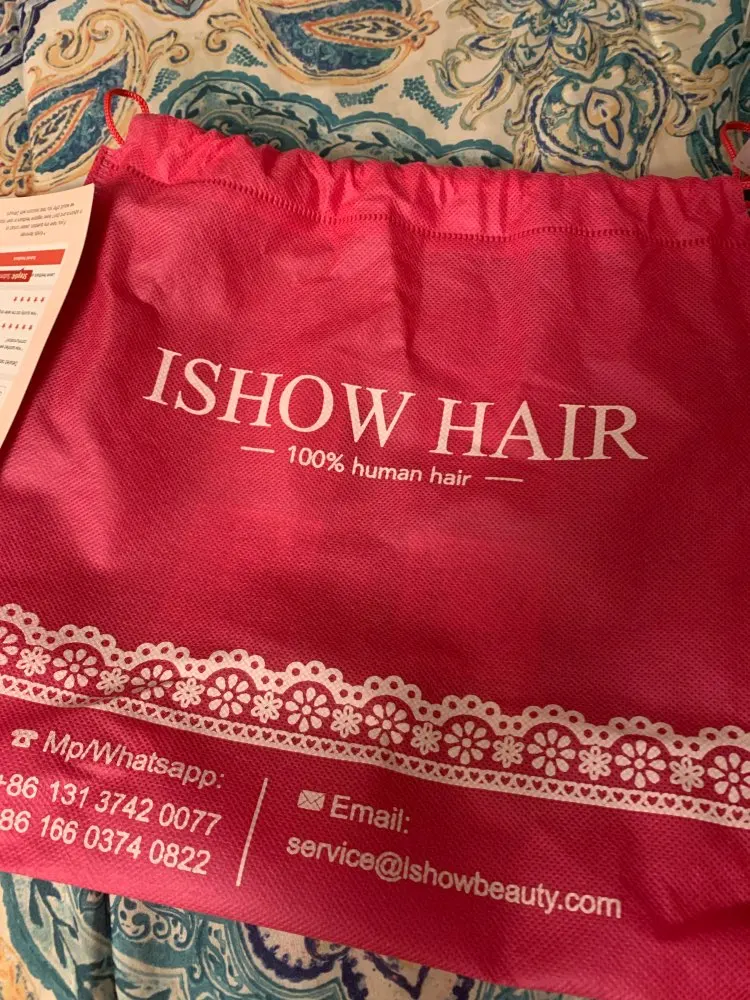 ISHOW HAIR
100% human hair
Mp/Whatsapp:
+86 131 3742 0077
86 166 0374 0822
Email:
service@Ishowbeauty.com